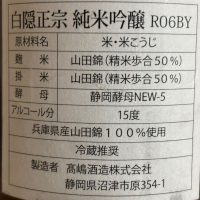 白隠正宗 純米吟醸 R06BY
原材料名 米・米こうじ
麹米 山田錦(精米歩合50%)
掛米 山田錦(精米歩合50%)
酵母 静岡酵母NEW-5
アルコール分 15度
兵庫県産山田錦100%使用
冷蔵推奨
製造者 髙嶋酒造株式会社
静岡県沼津市原354-1